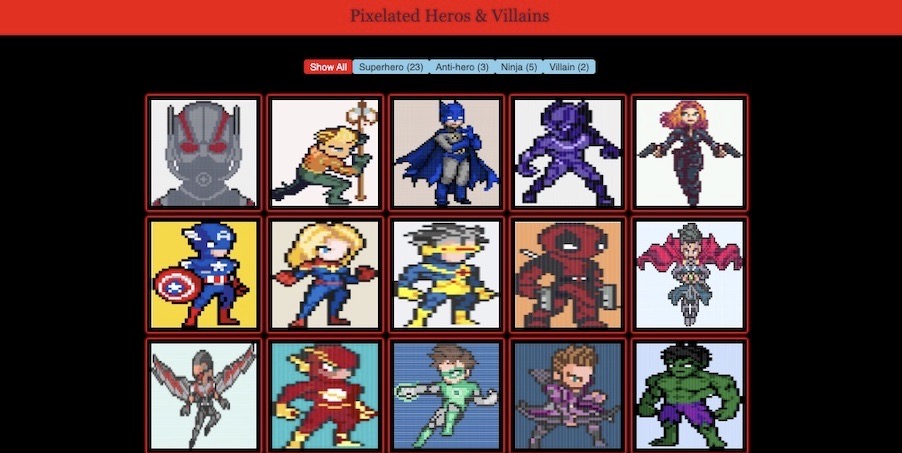 Pixelated Heros & Villains
Show All Superhero (23) Anti-hero (3) Ninja (5) Villain (2)